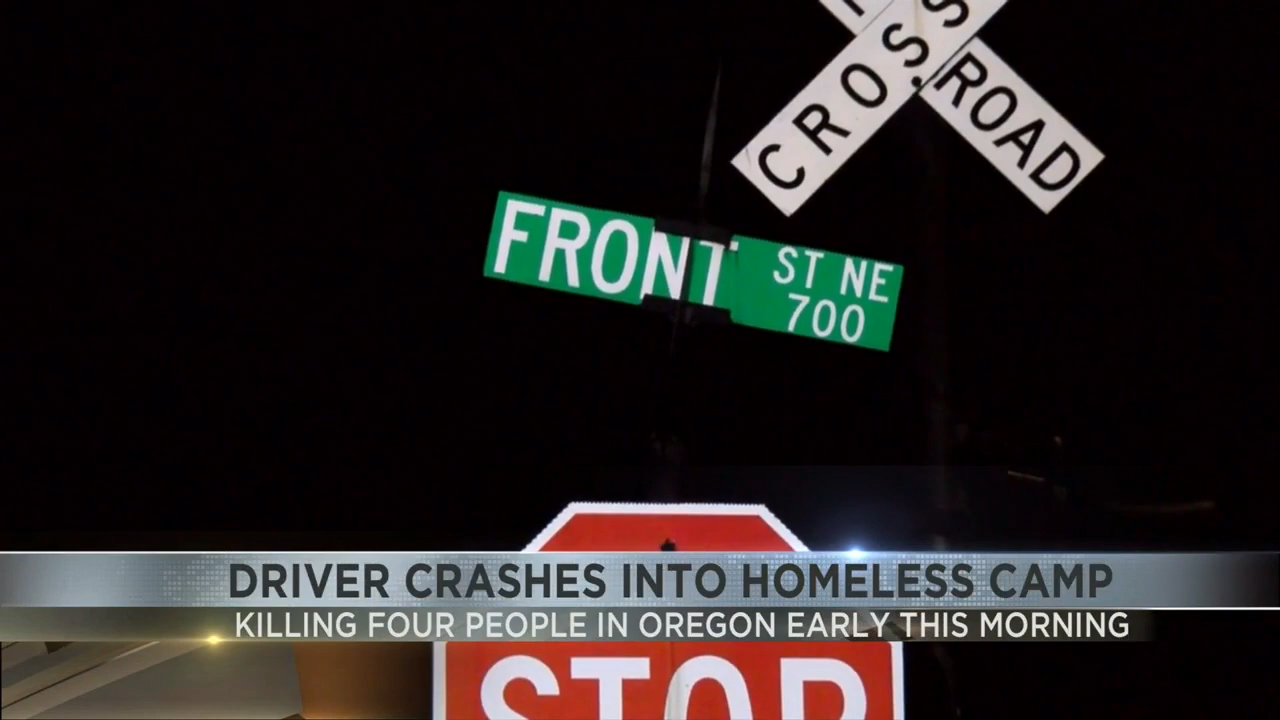 CROSS
ROAD
FRONT ST NE
700
DRIVER CRASHES INTO HOMELESS CAMP
KILLING FOUR PEOPLE IN OREGON EARLY THIS MORNING
STOP